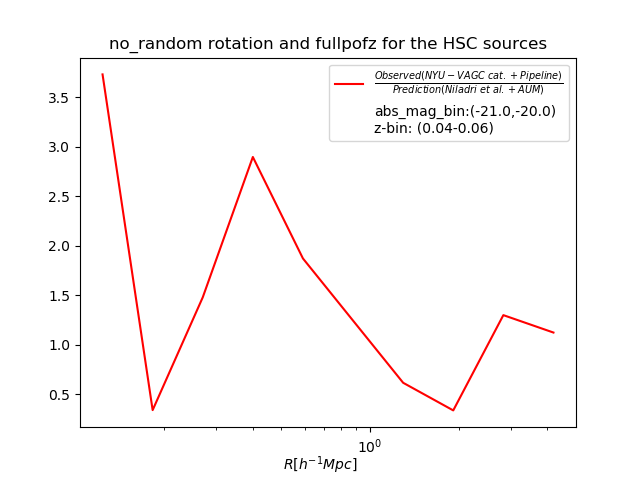 no_random rotation and fullpofz for the HSC sources
Observed(NYU-VAGC cat. + Pipeline)
Prediction(Niladri et al. + AUM)
abs_mag_bin:(-21.0,-20.0)
z-bin: (0.04-0.06)
3.5
3.0
2.5
2.0
1.5
1.0
0.5
10⁰
R[h⁻¹Mpc]